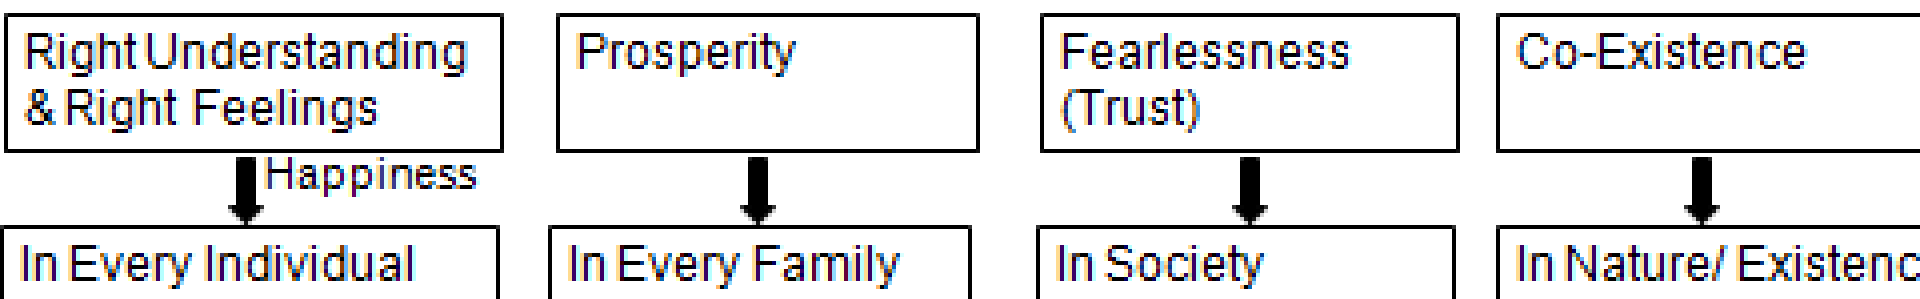 Right Understanding
& Right Feelings
Prosperity
Fearlessness
(Trust)
Co-Existence
Happiness
In Every Individual
In Every Family
In Society
In Nature/ Existenc